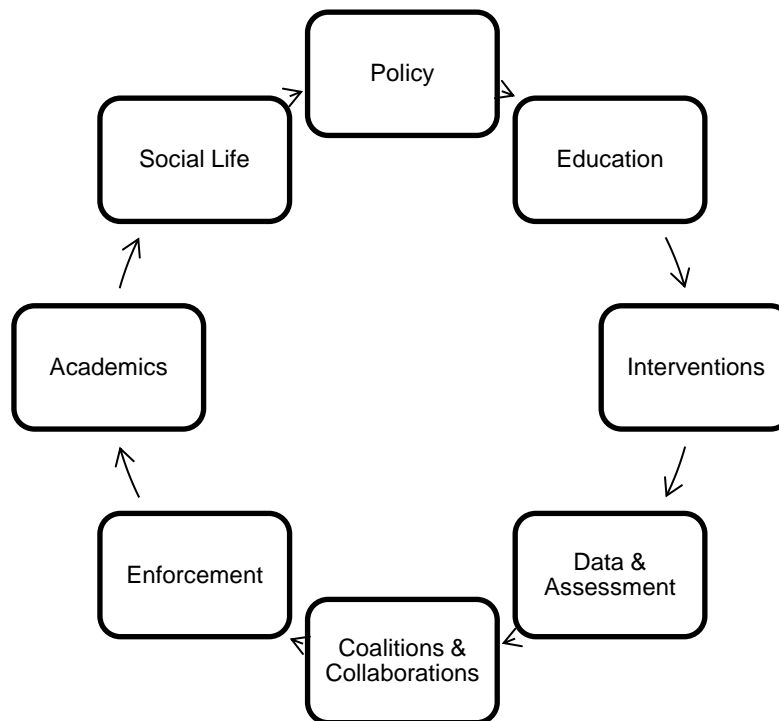 Policy
Education
Interventions
Data &
Assessment
Coalitions &
Collaborations
Enforcement
Academics
Social Life